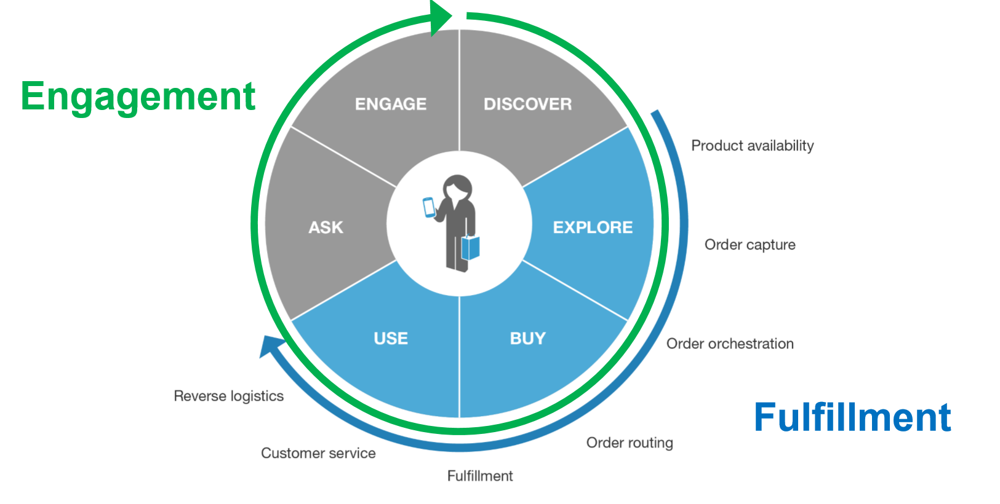 Engagement
ENGAGE
DISCOVER
Product availability
ASK
EXPLORE
Order capture
USE
BUY
Order orchestration
Reverse logistics
Fulfillment
Order routing
Customer service
Fulfillment